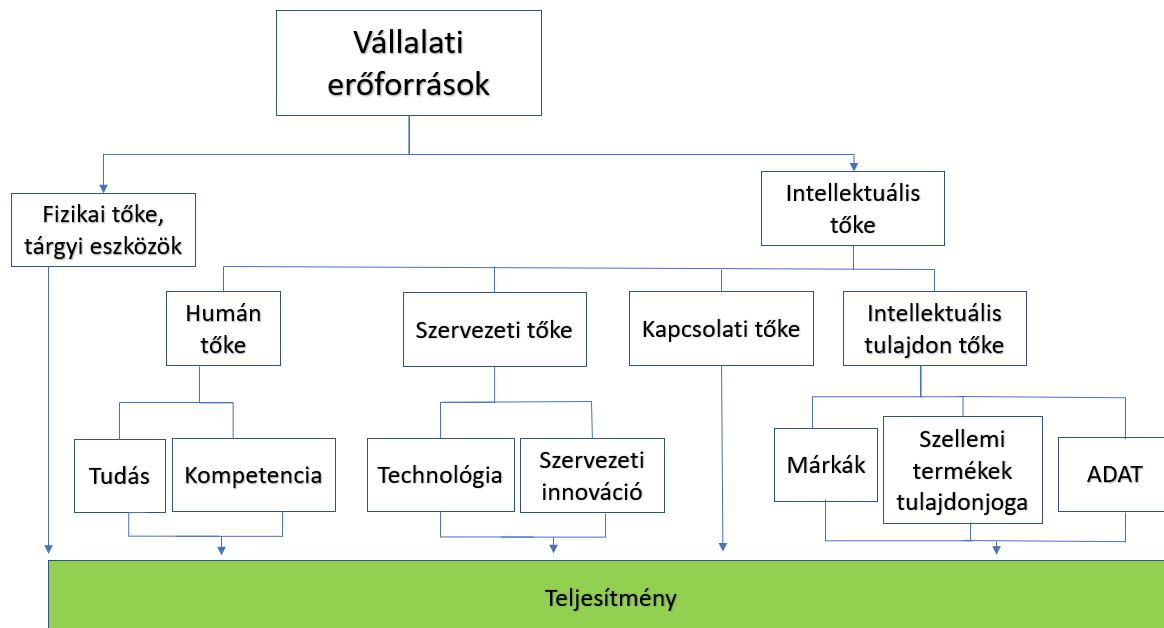 Vállalati
erőforrások
Fizikai tőke,
tárgyi eszközök
Intellektuális
tőke
Humán
tőke
Szervezeti tőke
Kapcsolati tőke
Intellektuális
tulajdon tőke
Tudás
Kompetencia
Technológia
Szervezeti
innováció
Márkák
Szellemi
termékek
tulajdonjoga
ADAT
Teljesítmény